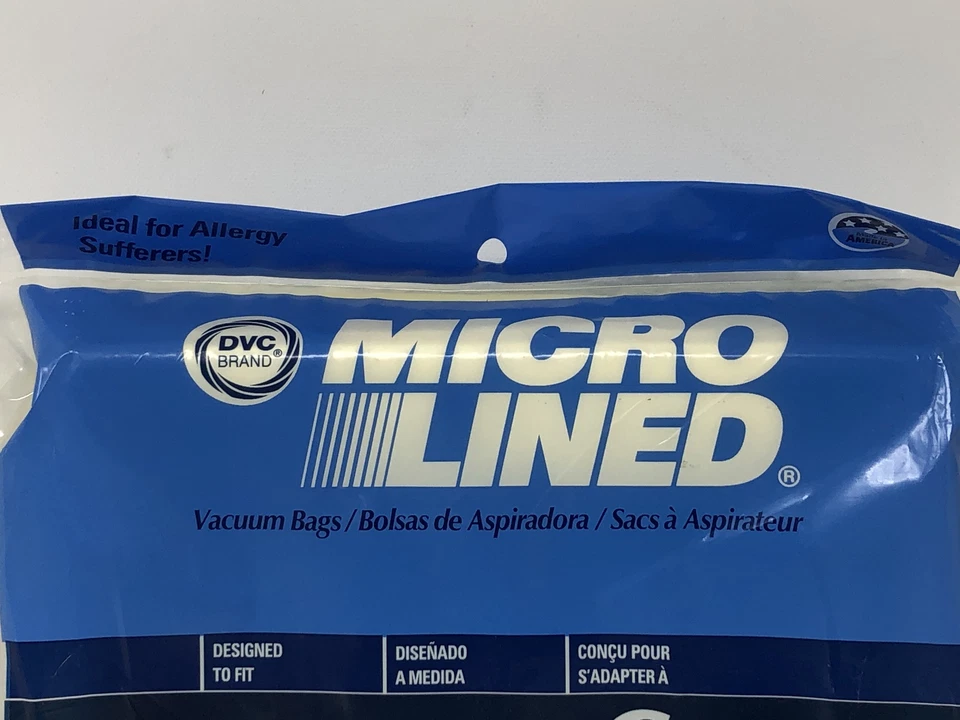 Ideal for Allergy
Sufferers!
AMERICA
DVC
BRAND®
MICRO
LINED®
Vacuum Bags / Bolsas de Aspiradora / Sacs à Aspirateur
DESIGNED
TO FIT
DISEÑADO
A MEDIDA
CONÇU POUR
S'ADAPTER À